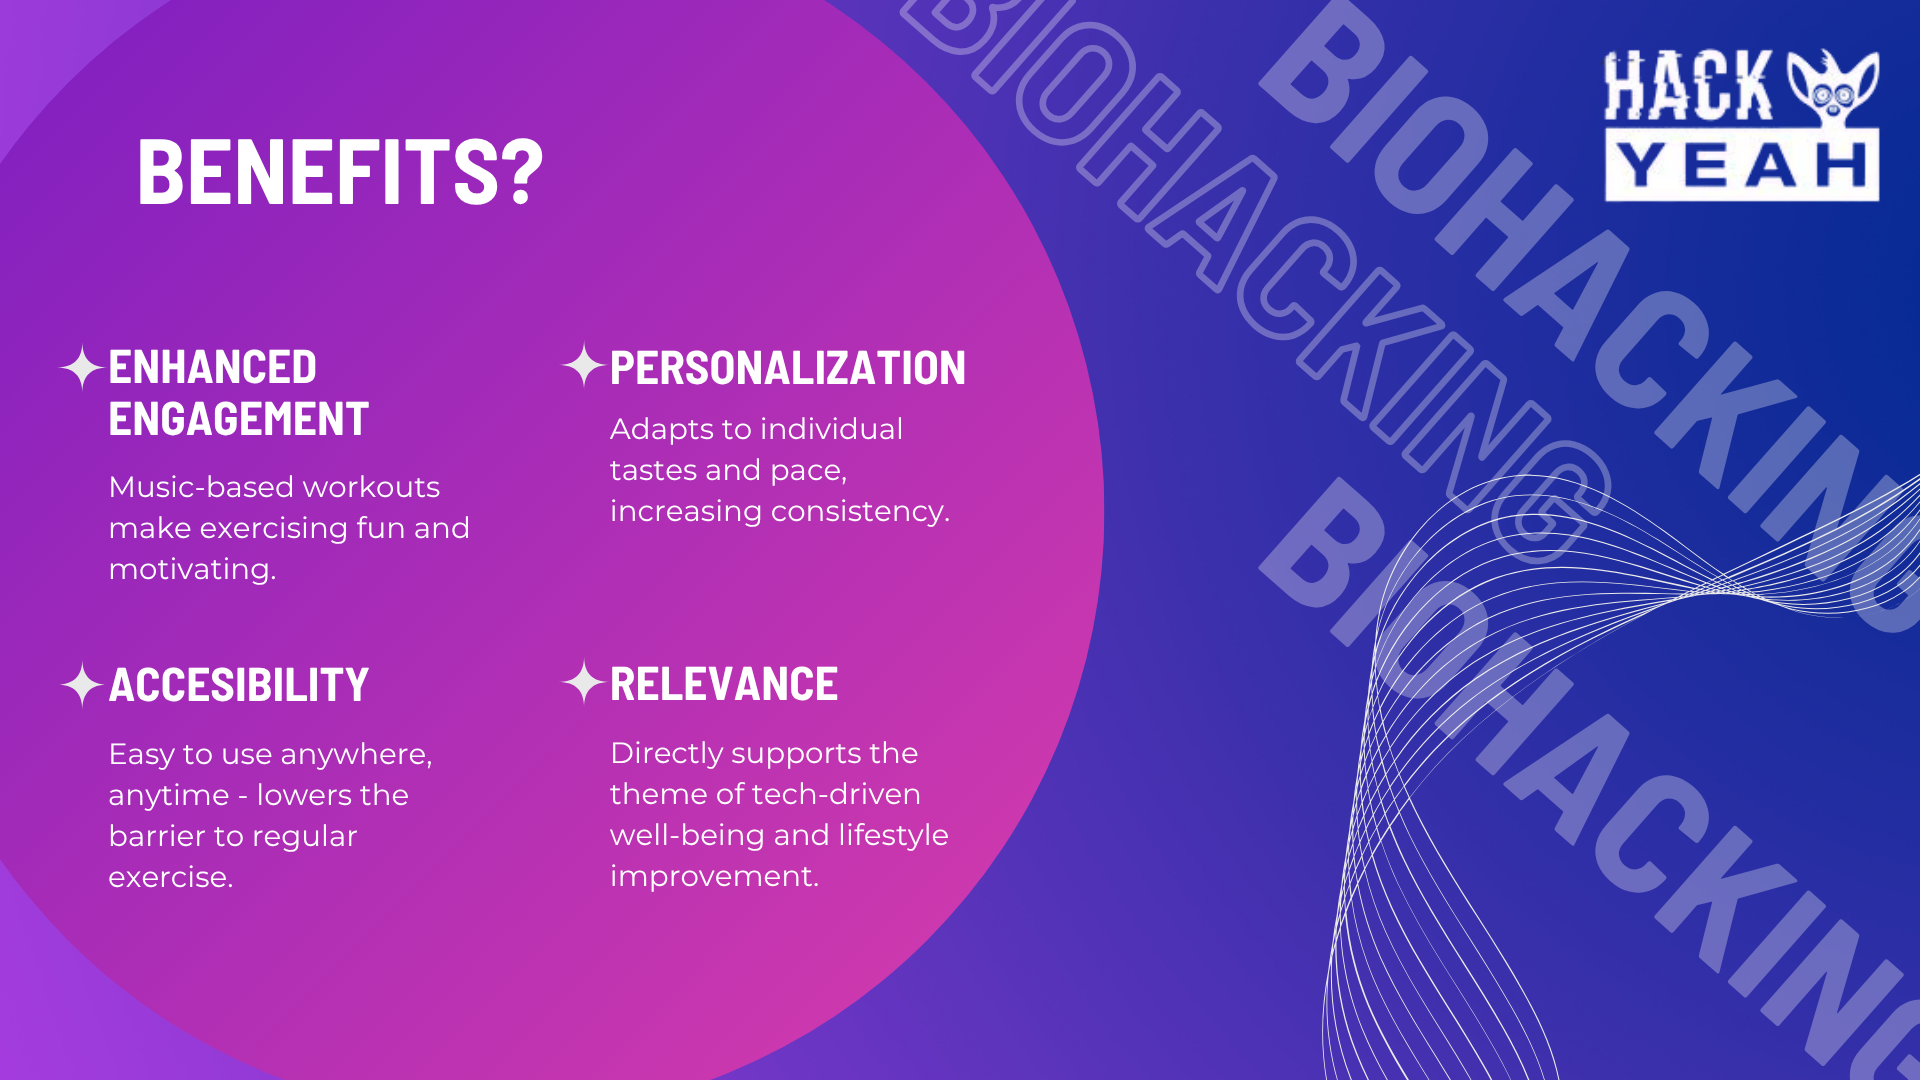 BENEFITS?
ENHANCED
ENGAGEMENT
Music-based workouts
make exercising fun and
motivating.
PERSONALIZATION
Adapts to individual
tastes and pace,
increasing consistency.
ACCESIBILITY
Easy to use anywhere,
anytime - lowers the
barrier to regular
exercise.
RELEVANCE
Directly supports the
theme of tech-driven
well-being and lifestyle
improvement.
BIOHACKING
BIOHACKING
BIOHACKING
HACK
YEAH